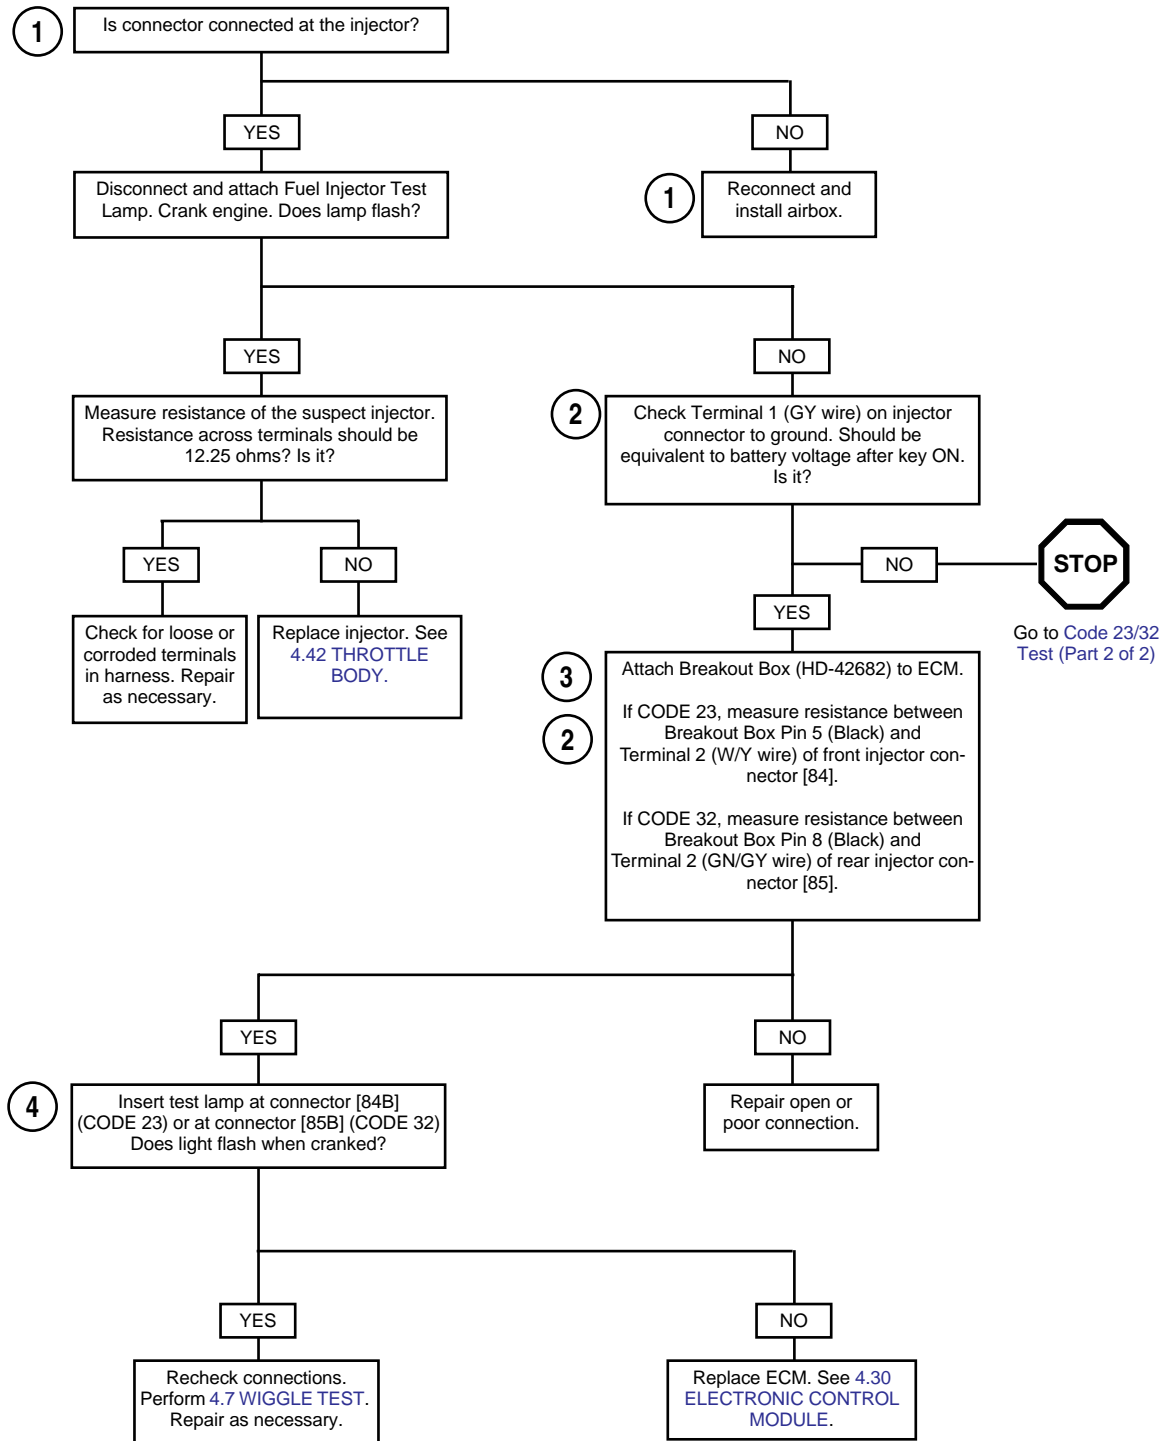 1
Is connector connected at the injector?
YES
NO
Disconnect and attach Fuel Injector Test
Lamp. Crank engine. Does lamp flash?
1
Reconnect and
install airbox.
YES
NO
Measure resistance of the suspect injector.
Resistance across terminals should be
12.25 ohms? Is it?
2
Check Terminal 1 (GY wire) on injector
connector to ground. Should be
equivalent to battery voltage after key ON.
Is it?
YES
NO
NO
STOP
Go to Code 23/32
Test (Part 2 of 2)
YES
Check for loose or
corroded terminals
in harness. Repair
as necessary.
Replace injector. See
4.42 THROTTLE
BODY.
3
2
Attach Breakout Box (HD-42682) to ECM.
If CODE 23, measure resistance between
Breakout Box Pin 5 (Black) and
Terminal 2 (W/Y wire) of front injector con-
nector [84].
If CODE 32, measure resistance between
Breakout Box Pin 8 (Black) and
Terminal 2 (GN/GY wire) of rear injector con-
nector [85].
YES
NO
4
Insert test lamp at connector [84B]
(CODE 23) or at connector [85B] (CODE 32)
Does light flash when cranked?
Repair open or
poor connection.
YES
NO
Recheck connections.
Perform 4.7 WIGGLE TEST.
Repair as necessary.
Replace ECM. See 4.30
ELECTRONIC CONTROL
MODULE.